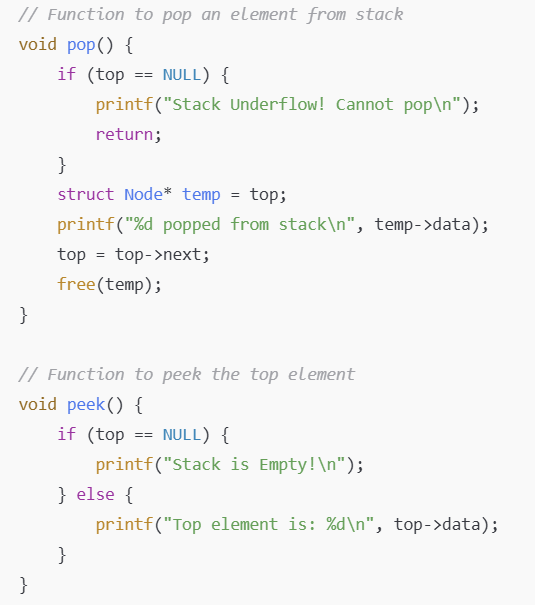 // Function to pop an element from stack
void pop() {
    if (top == NULL) {
        printf("Stack Underflow! Cannot pop\n");
        return;
    }
    struct Node* temp = top;
    printf("%d popped from stack\n", temp->data);
    top = top->next;
    free(temp);
}

// Function to peek the top element
void peek() {
    if (top == NULL) {
        printf("Stack is Empty!\n");
    } else {
        printf("Top element is: %d\n", top->data);
    }
}